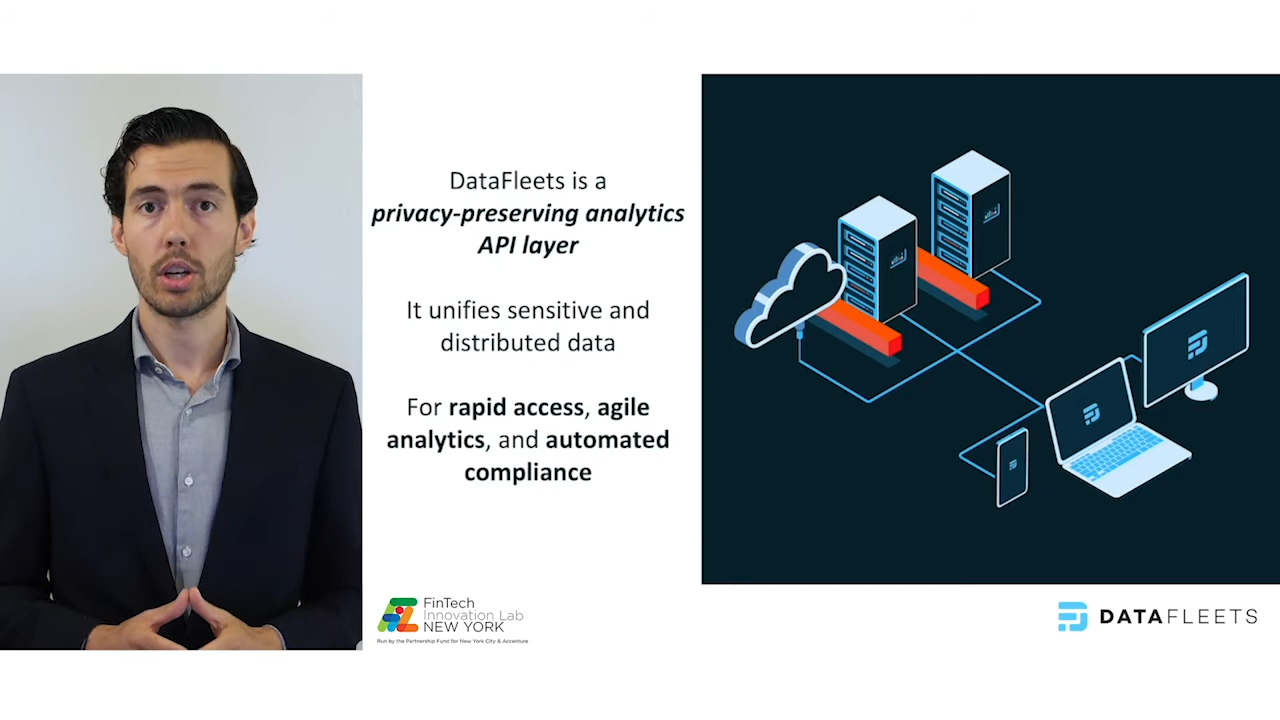 DataFleets is a
privacy-preserving analytics
API layer
It unifies sensitive and
distributed data
For rapid access, agile
analytics, and automated
compliance
FinTech
Innovation Lab
NEW YORK
Run by the Partnership Fund for New York City & Accenture
DATAFLEETS